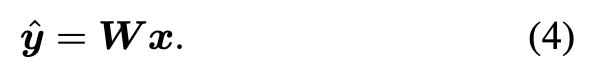 ŷ = Wx. (4)